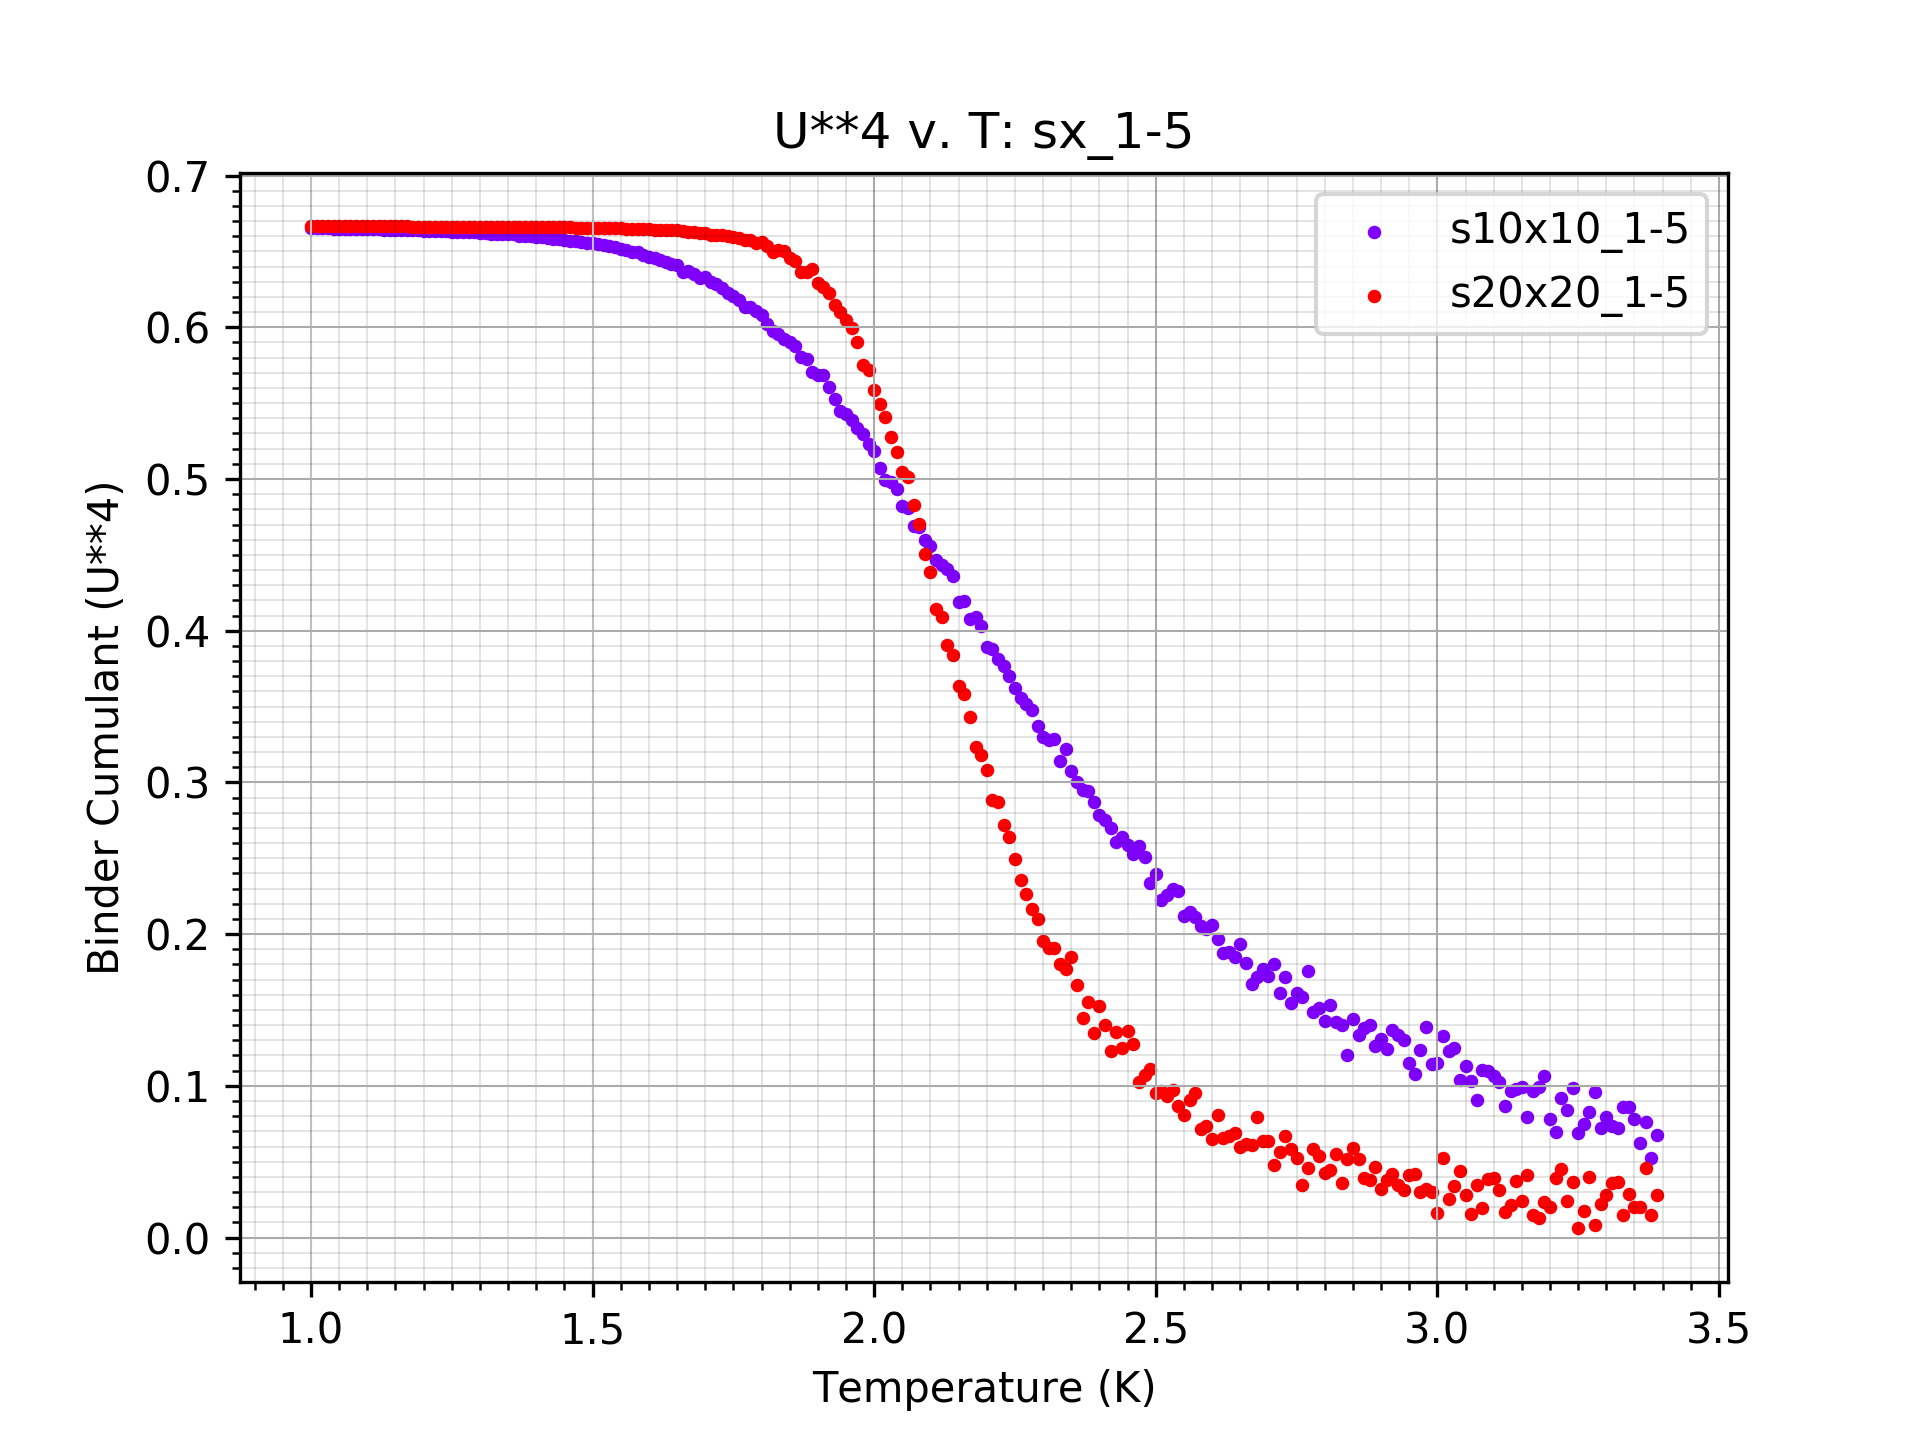 U**4 v. T: sx_1-5
s10x10_1-5
s20x20_1-5
Binder Cumulant (U**4)
0.7
0.6
0.5
0.4
0.3
0.2
0.1
0.0
1.0 1.5 2.0 2.5 3.0 3.5
Temperature (K)